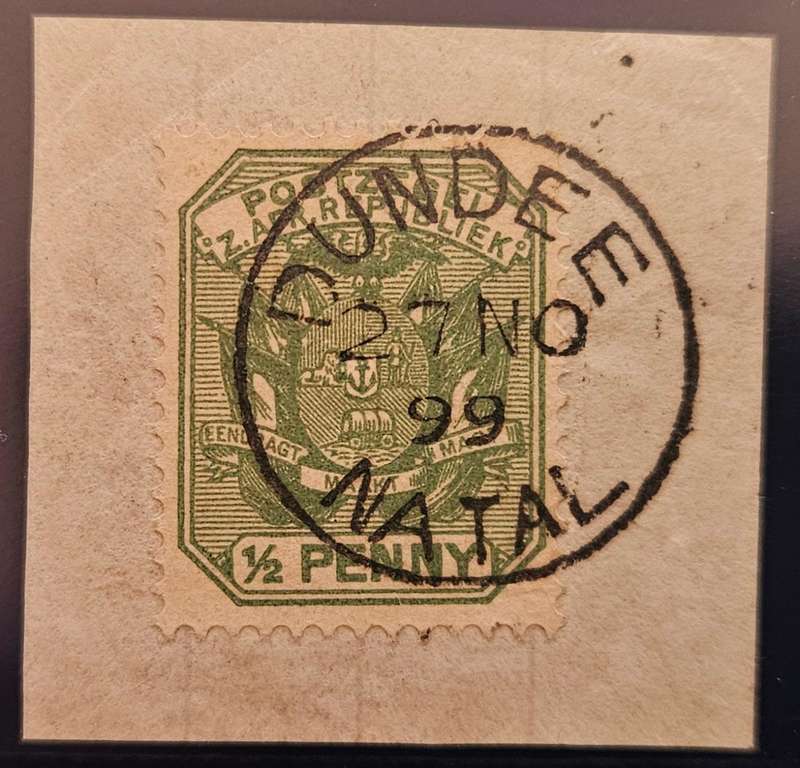 POSTZEGEL
Z. AFR. REPUBLIEK.
EENDRAGT MAAKT MAGT
1/2 PENNY
DUNDEE
27 NO
99
NATAL